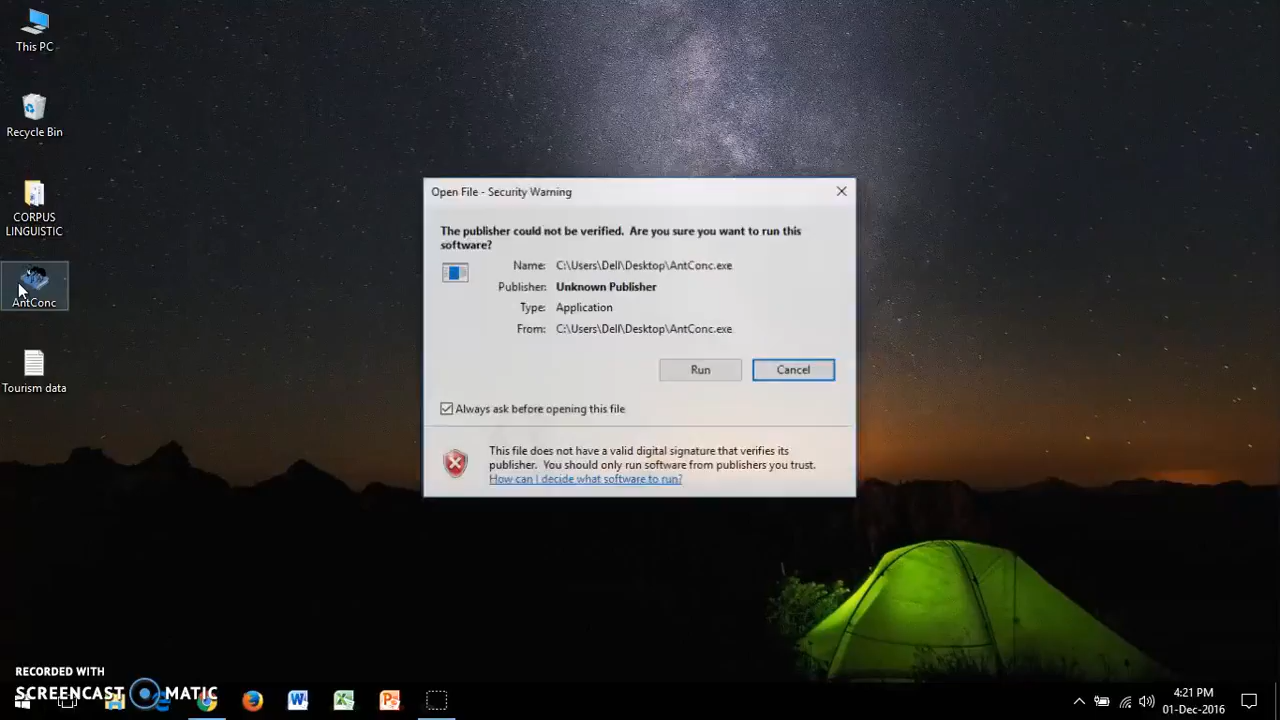 This PC
Recycle Bin
CORPUS
LINGUISTIC
AntConc
Tourism data
Open File - Security Warning
The publisher could not be verified. Are you sure you want to run this
software?
Name: C:\Users\Dell\Desktop\AntConc.exe
Publisher: Unknown Publisher
Type: Application
From: C:\Users\Dell\Desktop\AntConc.exe
Run Cancel
Always ask before opening this file
This file does not have a valid digital signature that verifies its
publisher. You should only run software from publishers you trust.
How can I decide what software to run?
RECORDED WITH
SCREENCAST MATIC
4:21 PM
01-Dec-2016